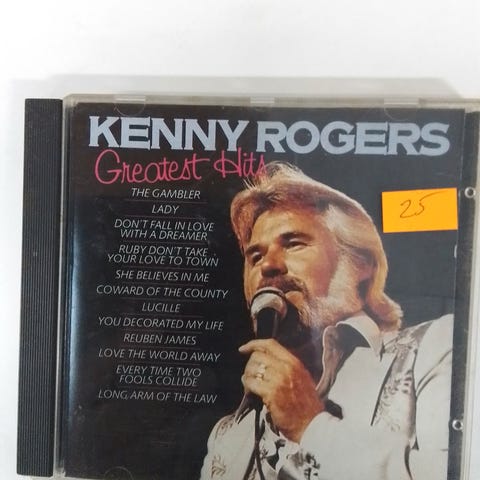 KENNY ROGERS
Greatest Hits
25
THE GAMBLER
LADY
DON'T FALL IN LOVE
WITH A DREAMER
RUBY DON'T TAKE
YOUR LOVE TO TOWN
SHE BELIEVES IN ME
COWARD OF THE COUNTY
LUCILLE
YOU DECORATED MY LIFE
REUBEN JAMES
LOVE THE WORLD AWAY
EVERY TIME TWO
FOOLS COLLIDE
LONG ARM OF THE LAW